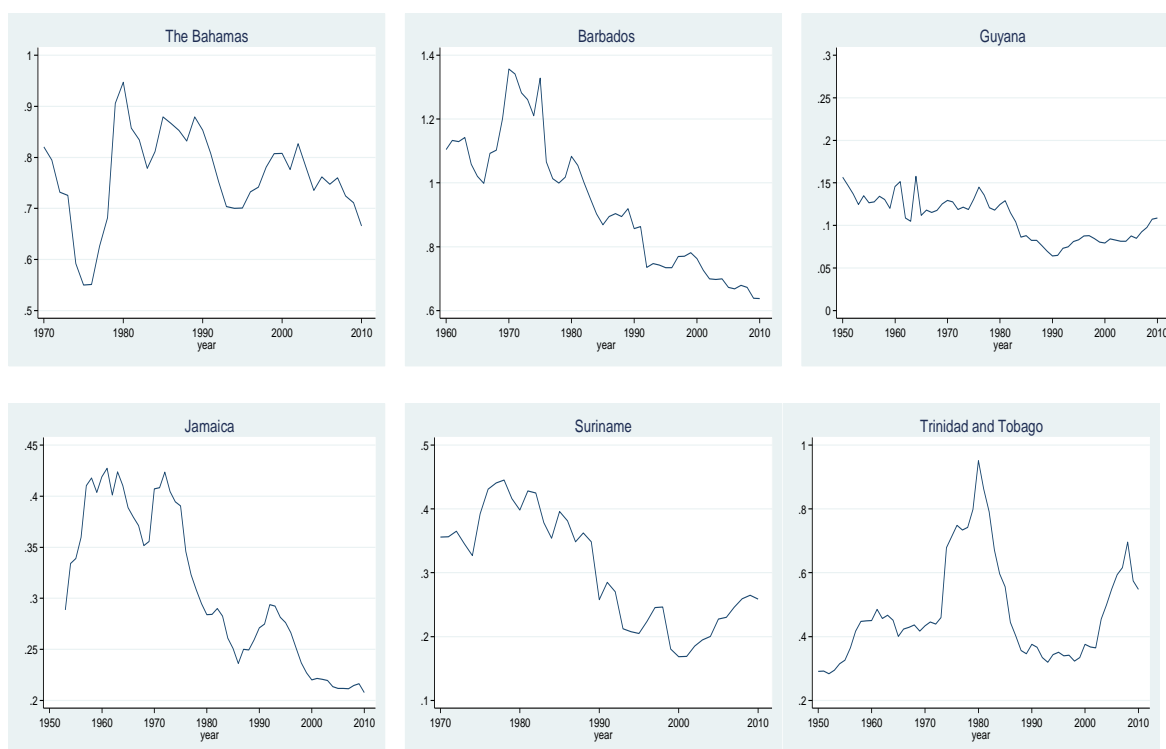 The Bahamas
1
.9
.8
.7
.6
.5
1970 1980 1990 2000 2010
year
Barbados
1.4
1.2
1
.8
.6
1960 1970 1980 1990 2000 2010
year
Guyana
.3
.25
.2
.15
.1
.05
0
1950 1960 1970 1980 1990 2000 2010
year
Jamaica
.45
.4
.35
.3
.25
.2
1950 1960 1970 1980 1990 2000 2010
year
Suriname
.5
.4
.3
.2
.1
1970 1980 1990 2000 2010
year
Trinidad and Tobago
1
.8
.6
.4
.2
1950 1960 1970 1980 1990 2000 2010
year